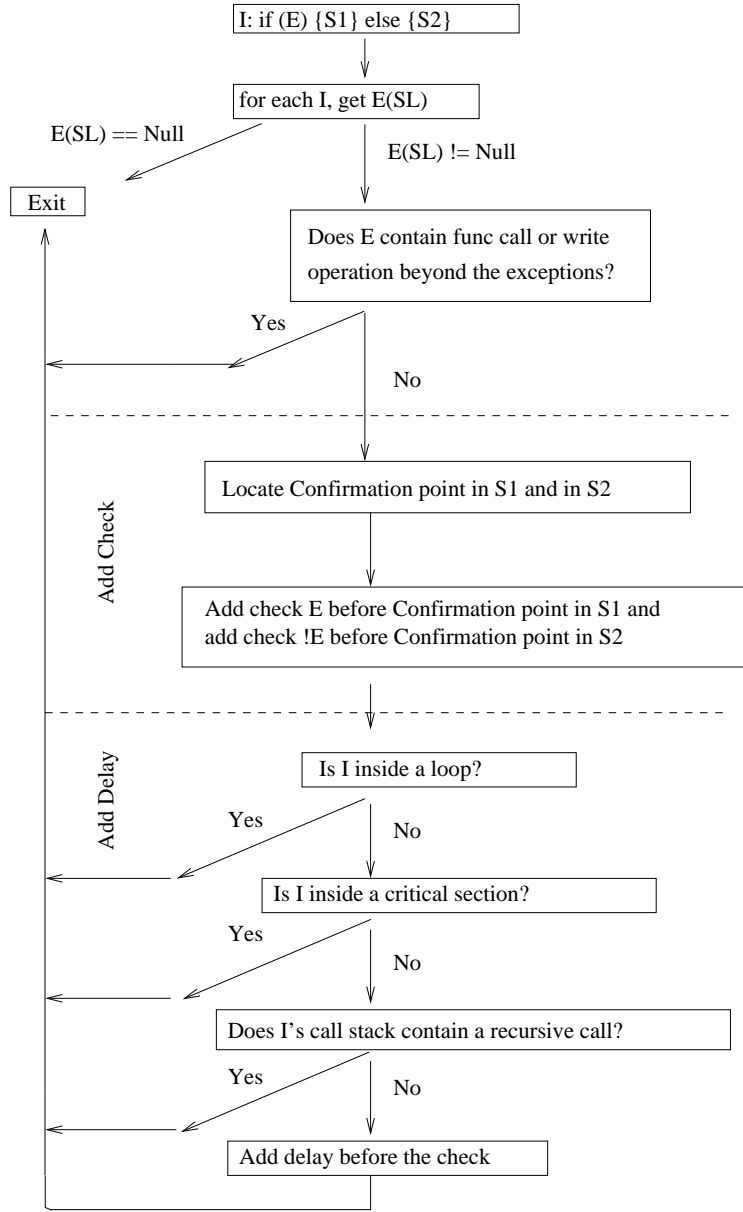 I: if (E) {S1} else {S2}
for each I, get E(SL)
E(SL) == Null
E(SL) != Null
Exit
Does E contain func call or write
operation beyond the exceptions?
Yes
No
Locate Confirmation point in S1 and in S2
Add Check
Add check E before Confirmation point in S1 and
add check !E before Confirmation point in S2
Add Delay
Is I inside a loop?
Yes
No
Is I inside a critical section?
Yes
No
Does I's call stack contain a recursive call?
Yes
No
Add delay before the check